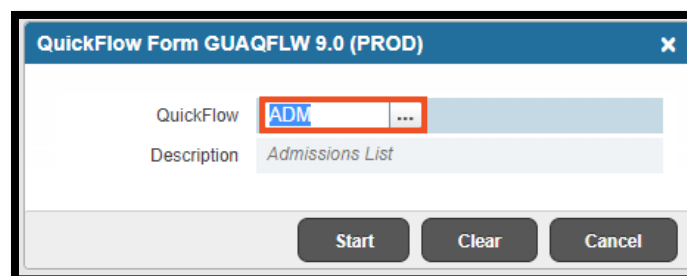 QuickFlow Form GUAQFLW 9.0 (PROD)
QuickFlow ADM ...
Description Admissions List
Start Clear Cancel